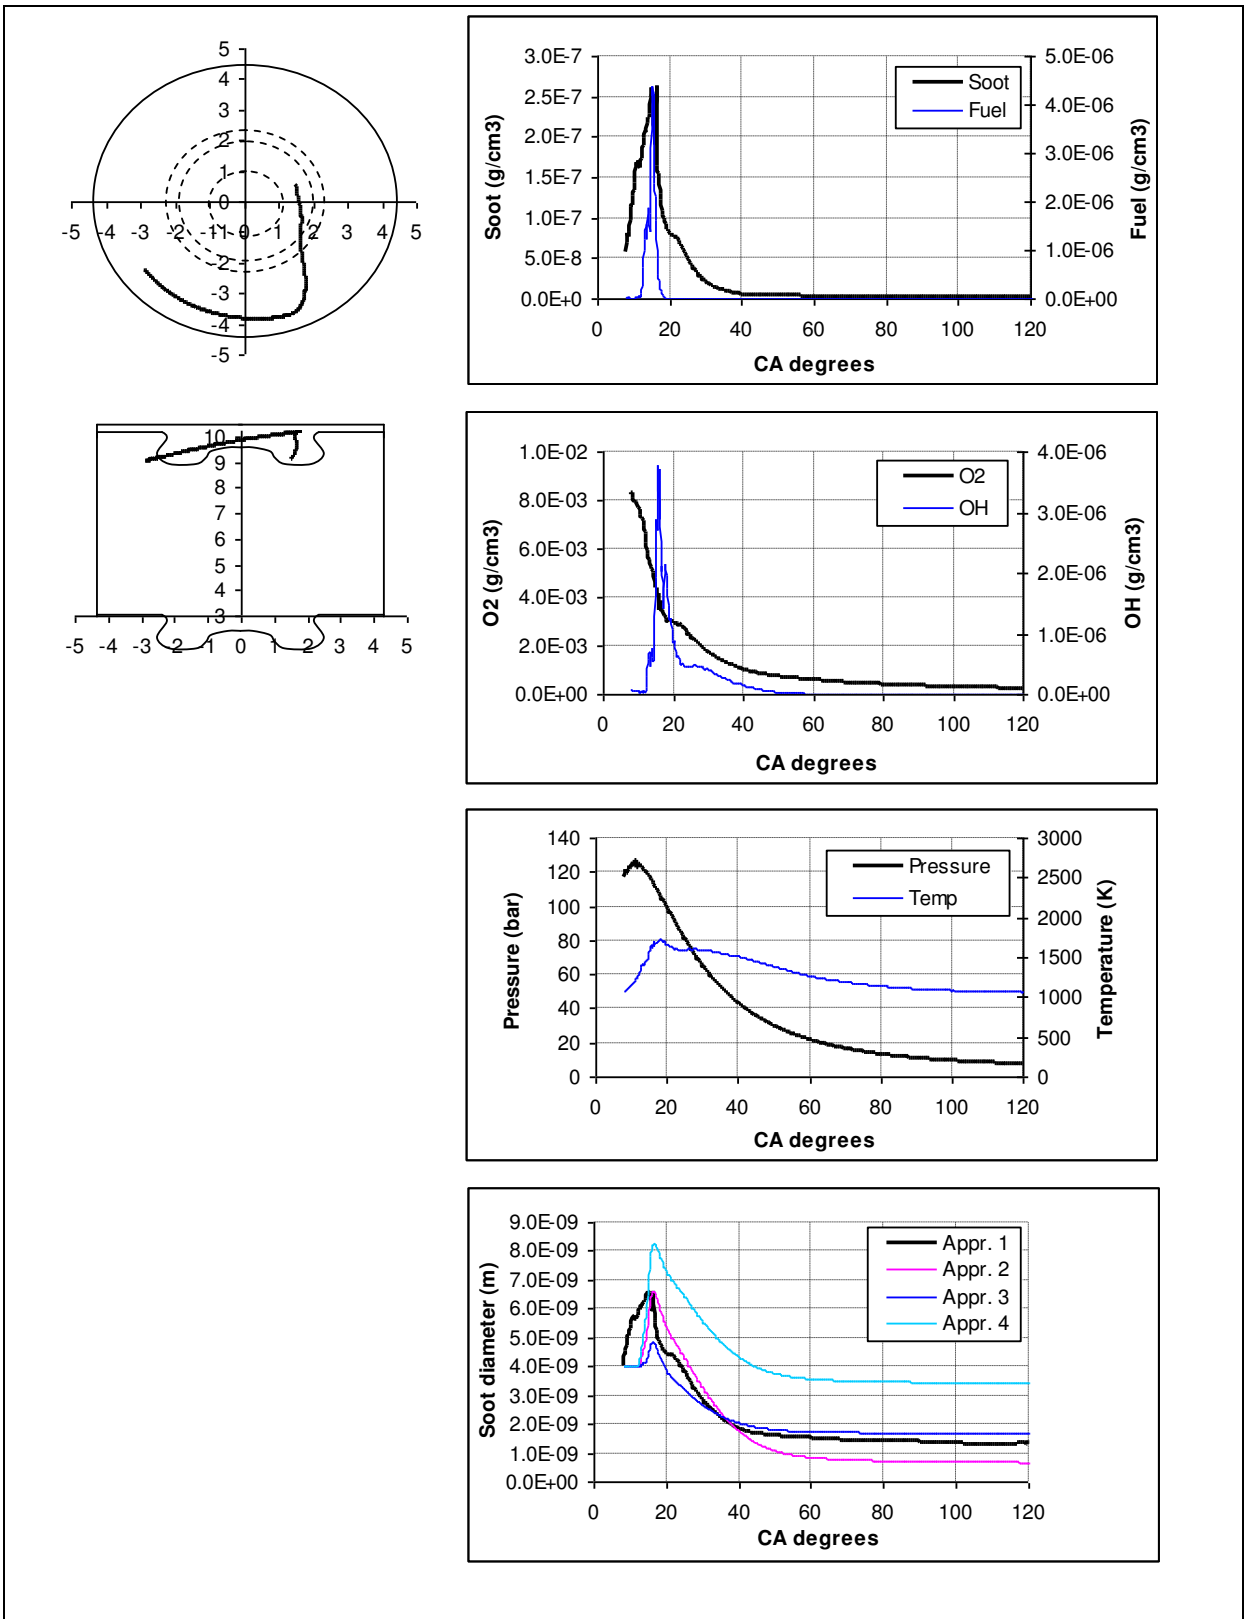 5
4
3
2
1
0
-5 -4 -3 -2 -1 0 1 2 3 4 5
-1
-2
-3
-4
-5
3.0E-7
2.5E-7
2.0E-7
1.5E-7
1.0E-7
5.0E-8
0.0E+0
Soot (g/cm3)
Soot
Fuel
5.0E-06
4.0E-06
3.0E-06
2.0E-06
1.0E-06
0.0E+00
Fuel (g/cm3)
0 20 40 60 80 100 120
CA degrees
10
9
8
7
6
5
4
3
-5 -4 -3 -2 -1 0 1 2 3 4 5
1.0E-02
8.0E-03
6.0E-03
4.0E-03
2.0E-03
0.0E+00
O2 (g/cm3)
O2
OH
4.0E-06
3.0E-06
2.0E-06
1.0E-06
0.0E+00
OH (g/cm3)
0 20 40 60 80 100 120
CA degrees
140
120
100
80
60
40
20
0
Pressure (bar)
Pressure
Temp
3000
2500
2000
1500
1000
500
0
Temperature (K)
0 20 40 60 80 100 120
CA degrees
9.0E-09
8.0E-09
7.0E-09
6.0E-09
5.0E-09
4.0E-09
3.0E-09
2.0E-09
1.0E-09
0.0E+00
Soot diameter (m)
Appr. 1
Appr. 2
Appr. 3
Appr. 4
0 20 40 60 80 100 120
CA degrees